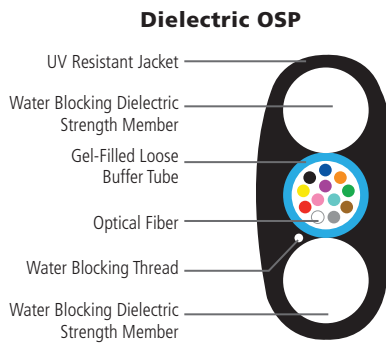 Dielectric OSP
UV Resistant Jacket
Water Blocking Dielectric
Strength Member
Gel-Filled Loose
Buffer Tube
Optical Fiber
Water Blocking Thread
Water Blocking Dielectric
Strength Member